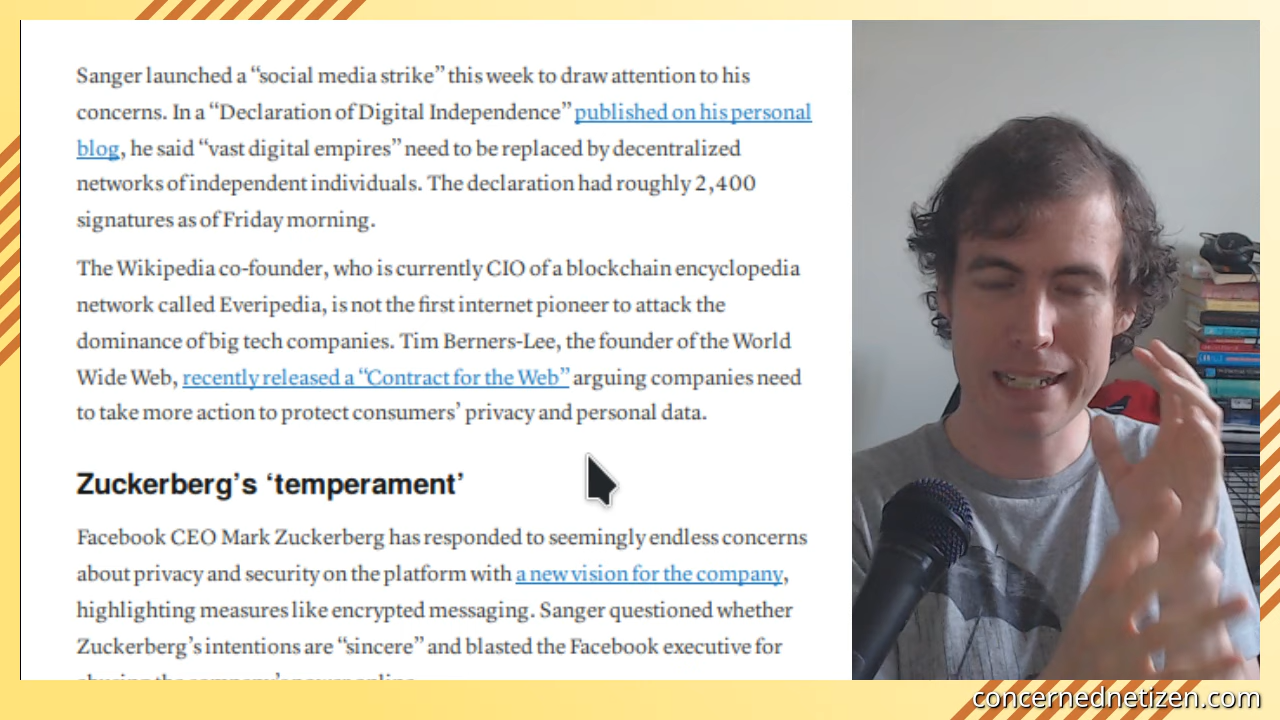 Sanger launched a “social media strike” this week to draw attention to his
concerns. In a “Declaration of Digital Independence” published on his personal
blog, he said “vast digital empires” need to be replaced by decentralized
networks of independent individuals. The declaration had roughly 2,400
signatures as of Friday morning.
The Wikipedia co-founder, who is currently CIO of a blockchain encyclopedia
network called Everipedia, is not the first internet pioneer to attack the
dominance of big tech companies. Tim Berners-Lee, the founder of the World
Wide Web, recently released a “Contract for the Web” arguing companies need
to take more action to protect consumers’ privacy and personal data.
Zuckerberg’s ‘temperament’
Facebook CEO Mark Zuckerberg has responded to seemingly endless concerns
about privacy and security on the platform with a new vision for the company,
highlighting measures like encrypted messaging. Sanger questioned whether
Zuckerberg’s intentions are “sincere” and blasted the Facebook executive for
concernednetizen.com